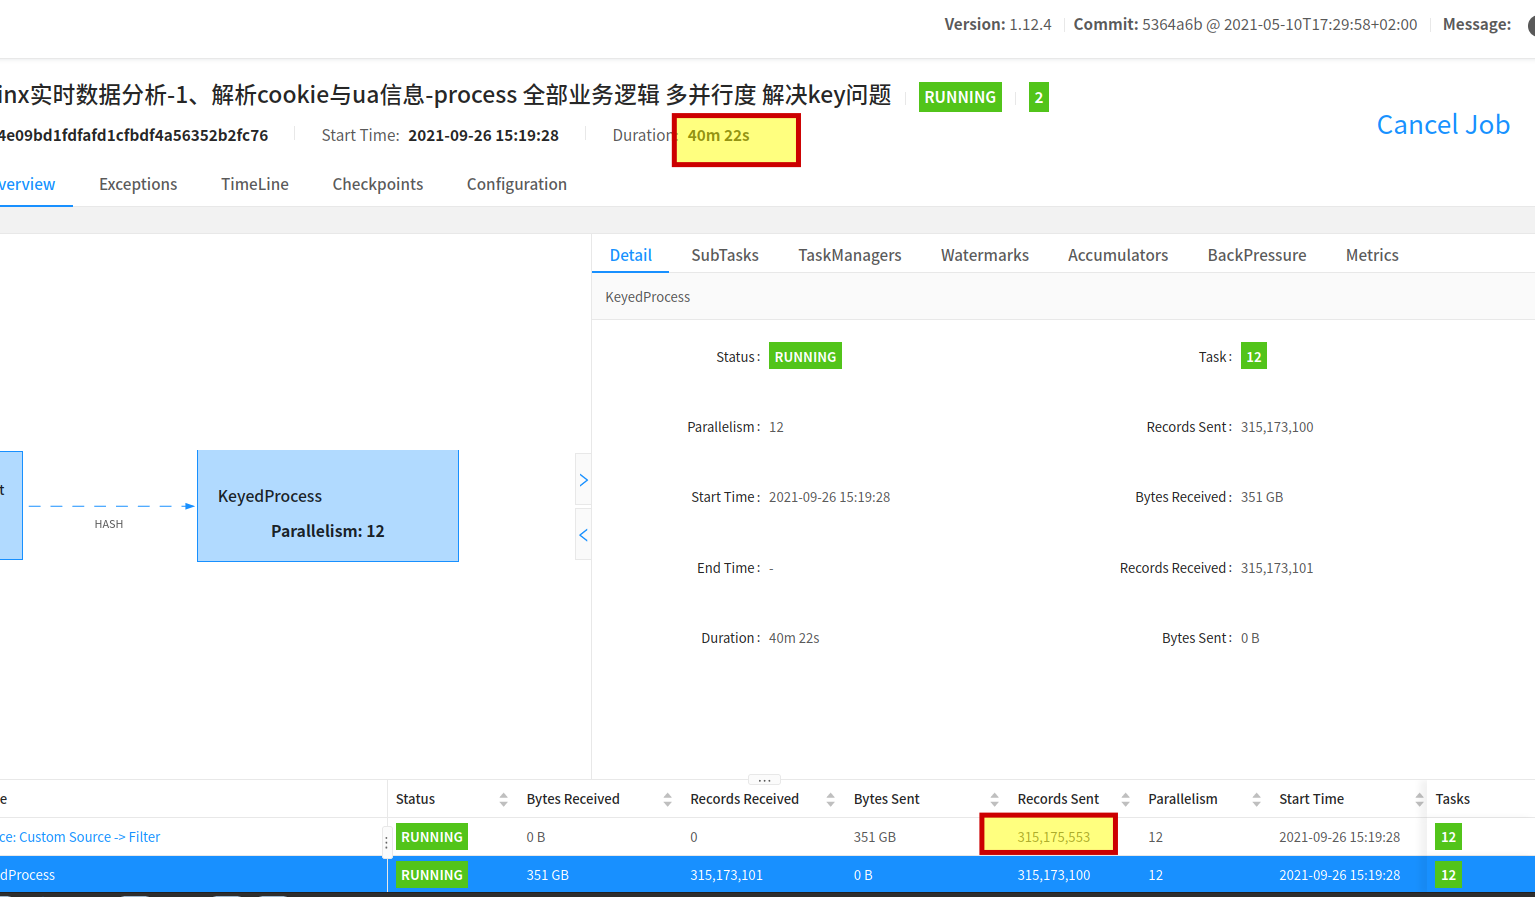 Version: 1.12.4 Commit: 5364a6b @ 2021-05-10T17:29:58+02:00 Message:
inx实时数据分析-1、解析cookie与ua信息-process 全部业务逻辑 多并行度 解决key问题 RUNNING 2
4e09bd1fdfafd1cfbdf4a56352b2fc76 Start Time: 2021-09-26 15:19:28 Duration: 40m 22s
Cancel Job
verview Exceptions TimeLine Checkpoints Configuration
Detail SubTasks TaskManagers Watermarks Accumulators BackPressure Metrics
KeyedProcess
Status: RUNNING Task: 12
Parallelism: 12 Records Sent: 315,173,100
Start Time: 2021-09-26 15:19:28 Bytes Received: 351 GB
End Time: - Records Received: 315,173,101
Duration: 40m 22s Bytes Sent: 0 B
t
HASH
KeyedProcess
Parallelism: 12
e Status Bytes Received Records Received Bytes Sent Records Sent Parallelism Start Time Tasks
ce: Custom Source -> Filter RUNNING 0 B 0 351 GB 315,175,553 12 2021-09-26 15:19:28 12
dProcess RUNNING 351 GB 315,173,101 0 B 315,173,100 12 2021-09-26 15:19:28 12